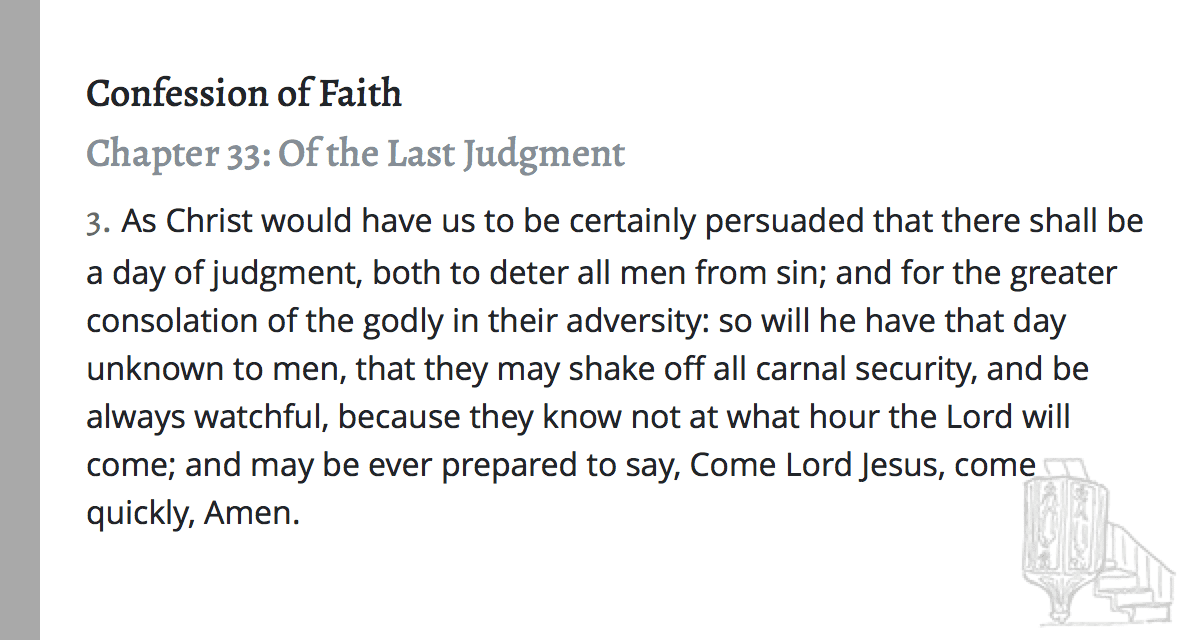 Confession of Faith
Chapter 33: Of the Last Judgment
3. As Christ would have us to be certainly persuaded that there shall be
a day of judgment, both to deter all men from sin; and for the greater
consolation of the godly in their adversity: so will he have that day
unknown to men, that they may shake off all carnal security, and be
always watchful, because they know not at what hour the Lord will
come; and may be ever prepared to say, Come Lord Jesus, come
quickly, Amen.